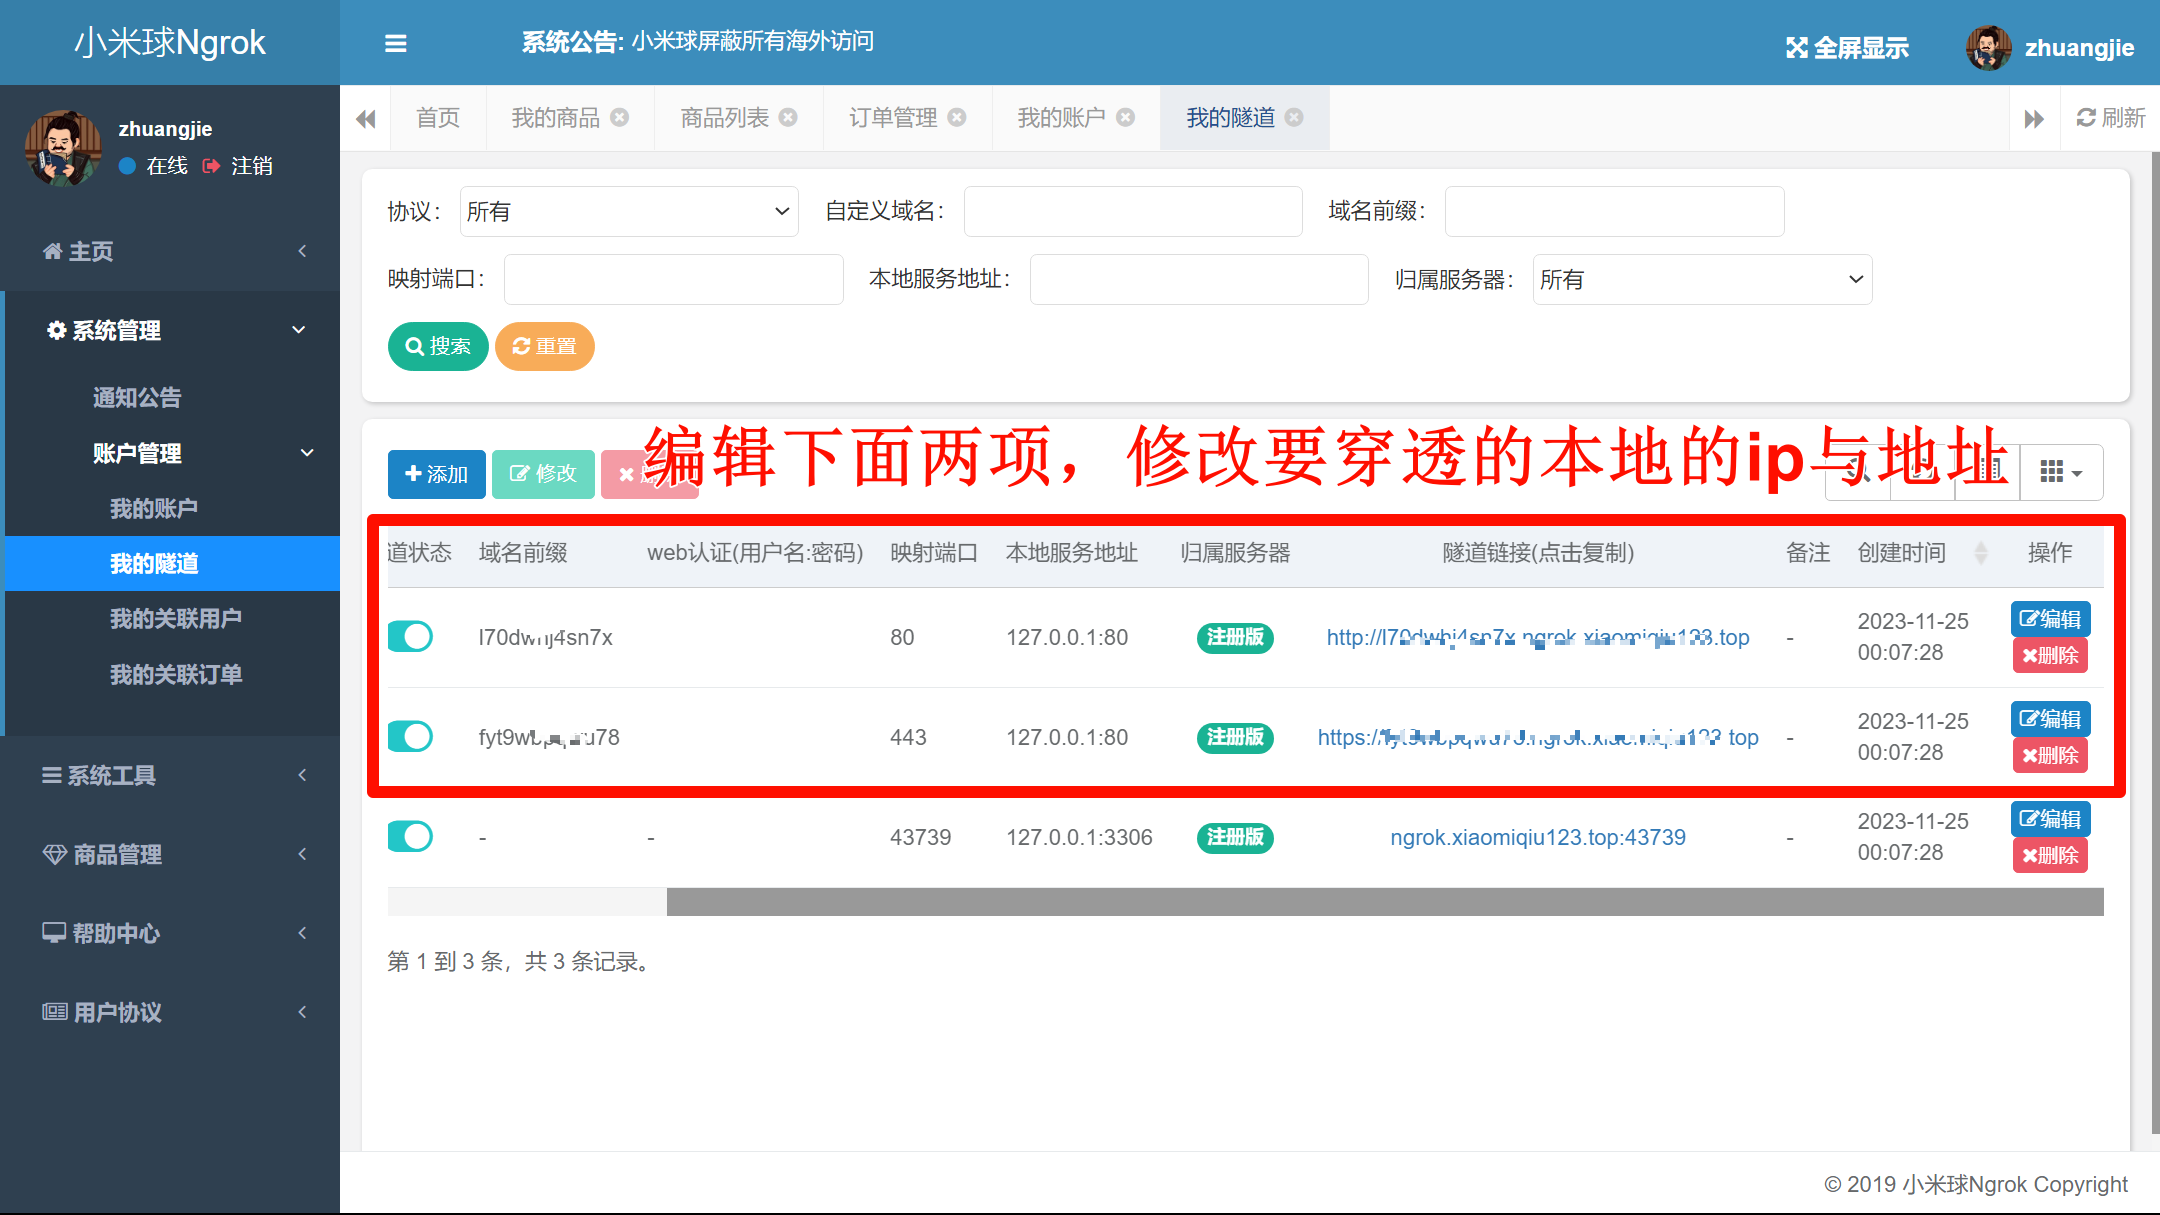 小米球Ngrok
系统公告: 小米球屏蔽所有海外访问
全屏显示
zhuangjie
zhuangjie
在线 注销
主页
系统管理
通知公告
账户管理
我的账户
我的隧道
我的关联用户
我的关联订单
系统工具
商品管理
帮助中心
用户协议
首页 我的商品 商品列表 订单管理 我的账户 我的隧道 刷新
协议： 所有 自定义域名： 域名前缀：
映射端口： 本地服务地址： 归属服务器： 所有
搜索 重置
编辑下面两项，修改要穿透的本地的ip与地址
添加 修改
道状态 域名前缀 web认证(用户名:密码) 映射端口 本地服务地址 归属服务器 隧道链接(点击复制) 备注 创建时间 操作
80 127.0.0.1:80 注册版 - 2023-11-25 00:07:28 编辑 删除
443 127.0.0.1:80 注册版 - 2023-11-25 00:07:28 编辑 删除
- - 43739 127.0.0.1:3306 注册版 ngrok.xiaomiqiu123.top:43739 - 2023-11-25 00:07:28 编辑 删除
第 1 到 3 条，共 3 条记录。
© 2019 小米球Ngrok Copyright